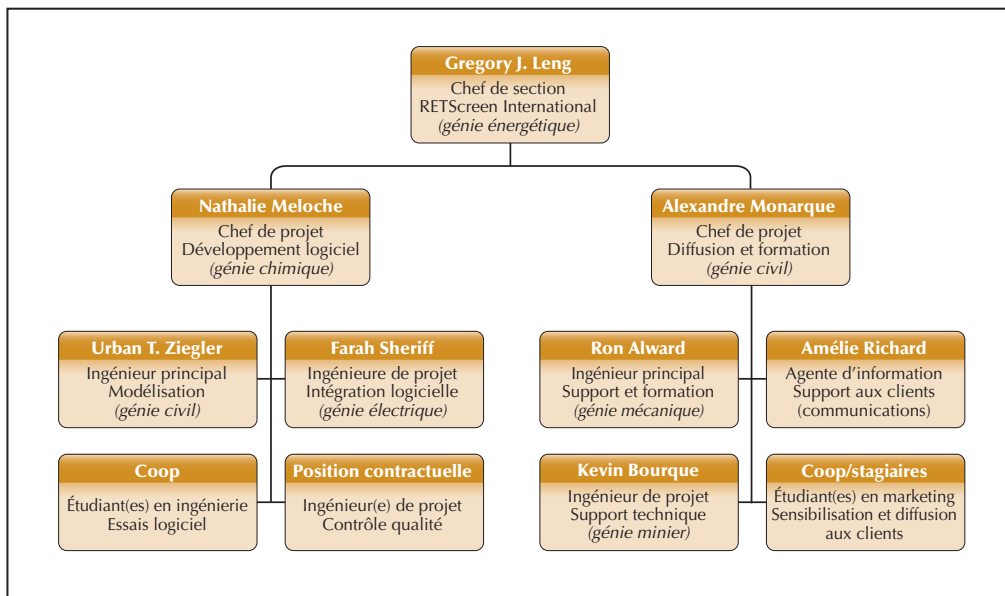 Gregory J. Leng
Chef de section
RETScreen International
(génie énergétique)
Nathalie Meloche
Chef de projet
Développement logiciel
(génie chimique)
Alexandre Monarque
Chef de projet
Diffusion et formation
(génie civil)
Urban T. Ziegler
Ingénieur principal
Modélisation
(génie civil)
Farah Sheriff
Ingénieure de projet
Intégration logicielle
(génie électrique)
Ron Alward
Ingénieur principal
Support et formation
(génie mécanique)
Amélie Richard
Agente d'information
Support aux clients
(communications)
Coop
Étudiant(es) en ingénierie
Essais logiciel
Position contractuelle
Ingénieur(e) de projet
Contrôle qualité
Kevin Bourque
Ingénieur de projet
Support technique
(génie minier)
Coop/stagiaires
Étudiant(es) en marketing
Sensibilisation et diffusion
aux clients